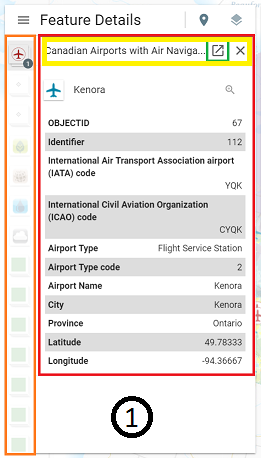 Feature Details
Canadian Airports with Air Naviga...
1
Kenora
OBJECTID 67
Identifier 112
International Air Transport Association airport
(IATA) code
YQK
International Civil Aviation Organization
(ICAO) code
CYQK
Airport Type Flight Service Station
Airport Type code 2
Airport Name Kenora
City Kenora
Province Ontario
Latitude 49.78333
Longitude -94.36667
1